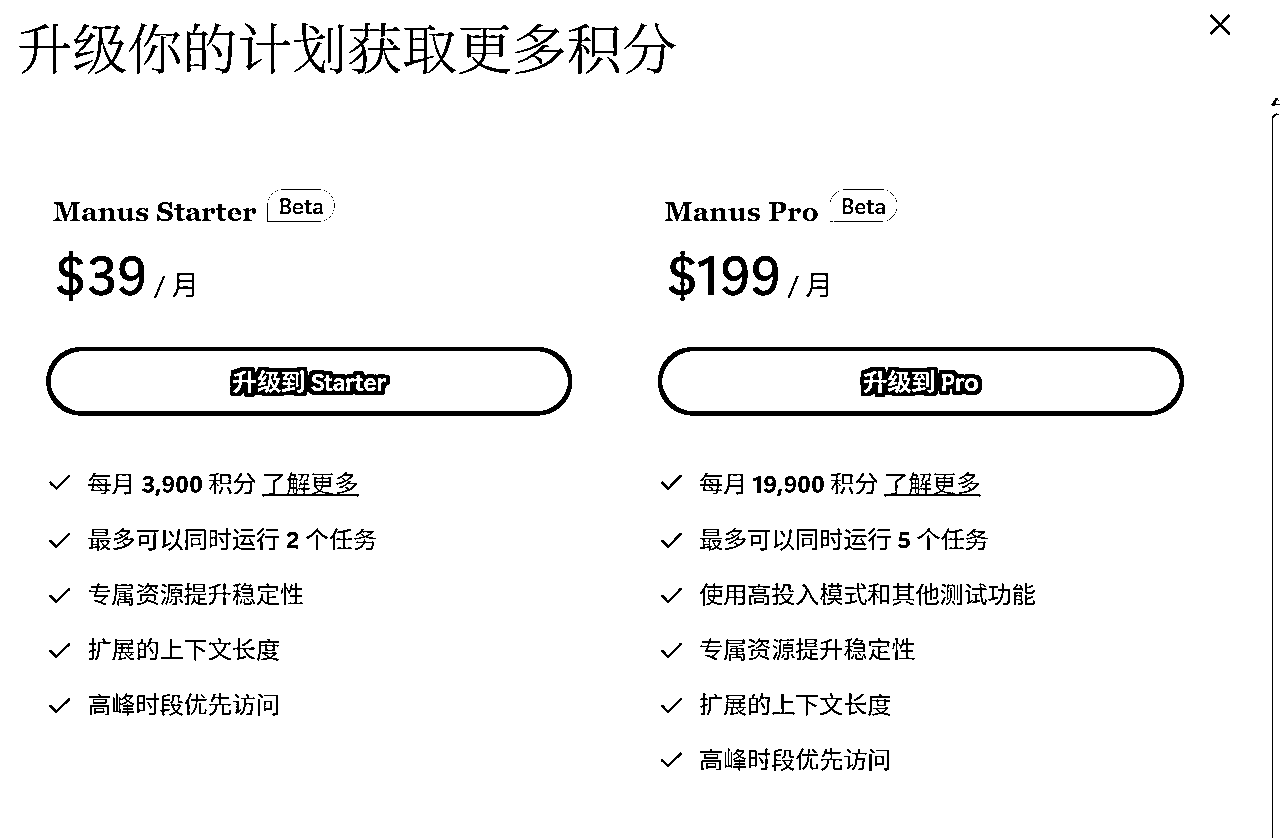 升级你的计划获取更多积分
Manus Starter Beta
$39 / 月
升级到 Starter
每月 3,900 积分 了解更多
最多可以同时运行 2 个任务
专属资源提升稳定性
扩展的上下文长度
高峰时段优先访问
Manus Pro Beta
$199 / 月
升级到 Pro
每月 19,900 积分 了解更多
最多可以同时运行 5 个任务
使用高投入模式和其他测试功能
专属资源提升稳定性
扩展的上下文长度
高峰时段优先访问